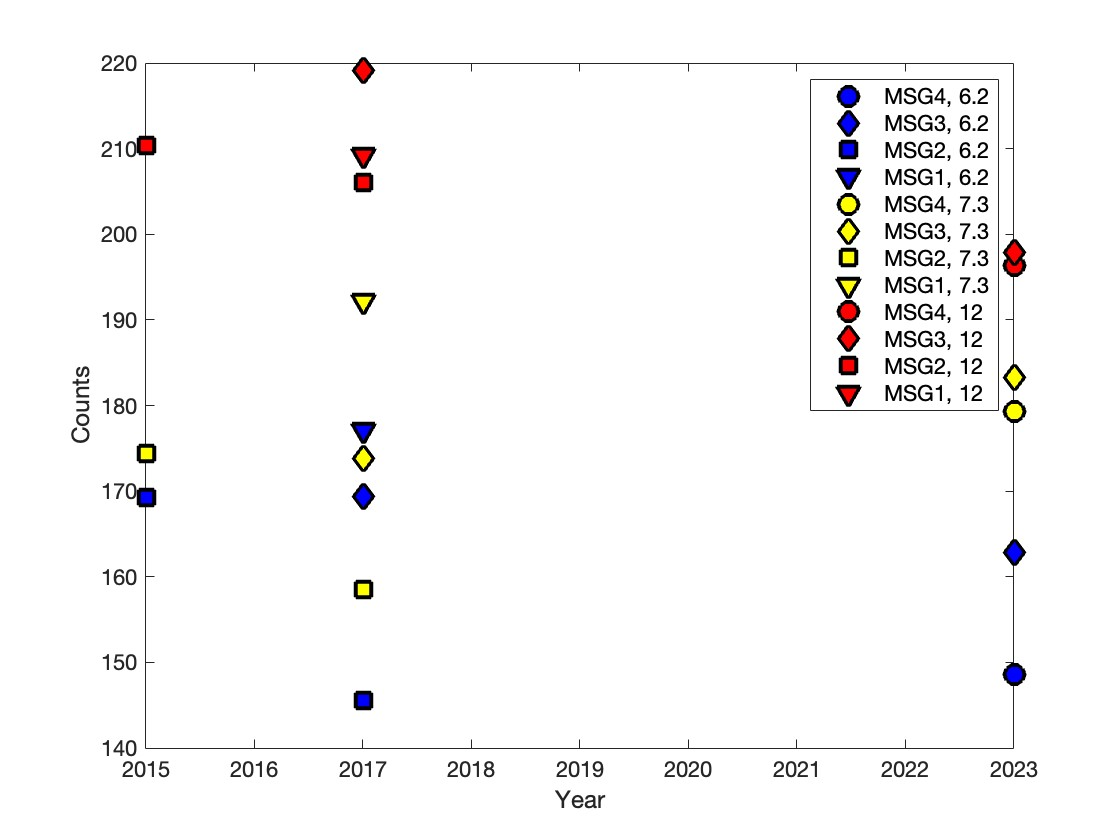 220
210
200
190
180
170
160
150
140
Counts
2015 2016 2017 2018 2019 2020 2021 2022 2023
Year
MSG4, 6.2
MSG3, 6.2
MSG2, 6.2
MSG1, 6.2
MSG4, 7.3
MSG3, 7.3
MSG2, 7.3
MSG1, 7.3
MSG4, 12
MSG3, 12
MSG2, 12
MSG1, 12